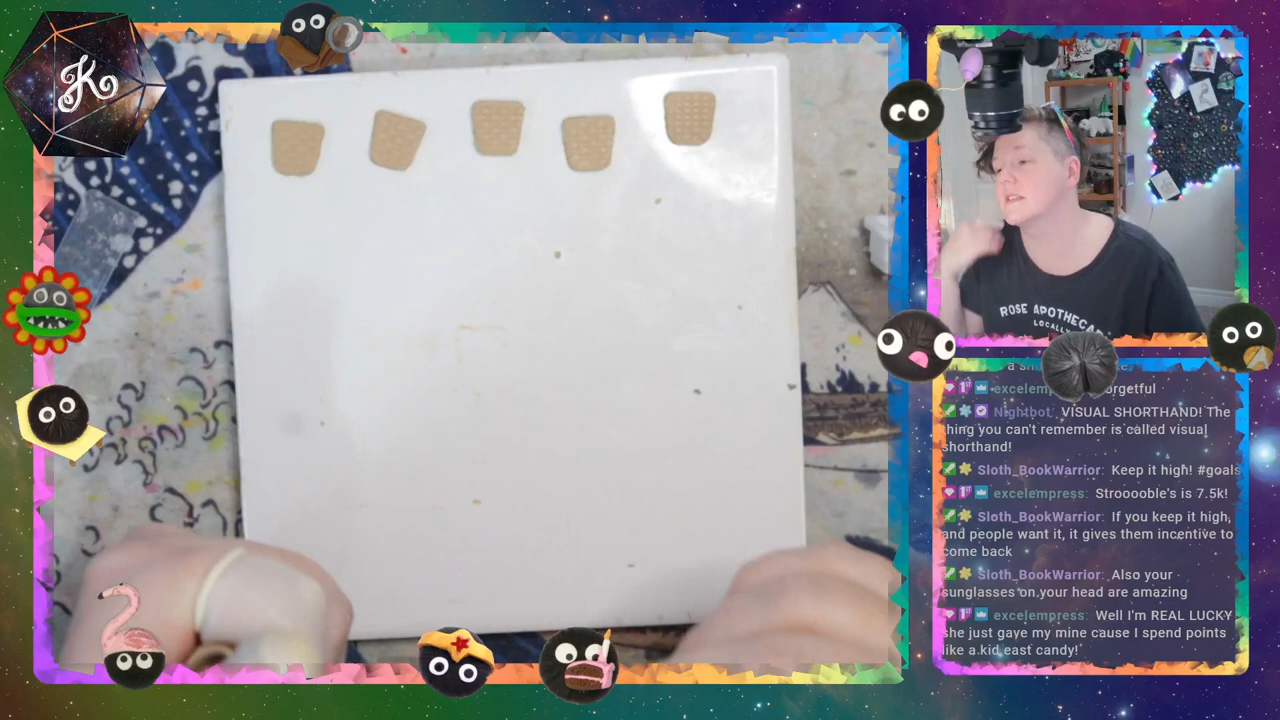 K
ROSE APOTHECA
LOCALLY
excelem
orgetful
Nightbot: VISUAL SHORTHAND! The
thing you can't remember is called visual
shorthand!
Sloth_BookWarrior: Keep it high! #goals
excelempress: Strooooble's is 7.5k!
Sloth_BookWarrior: If you keep it high,
and people want it, it gives them incentive to
come back
Sloth_BookWarrior: Also your
sunglasses on your head are amazing
excelempress: Well I'm REAL LUCKY
she just gave my mine cause I spend points
like a kid east candy!